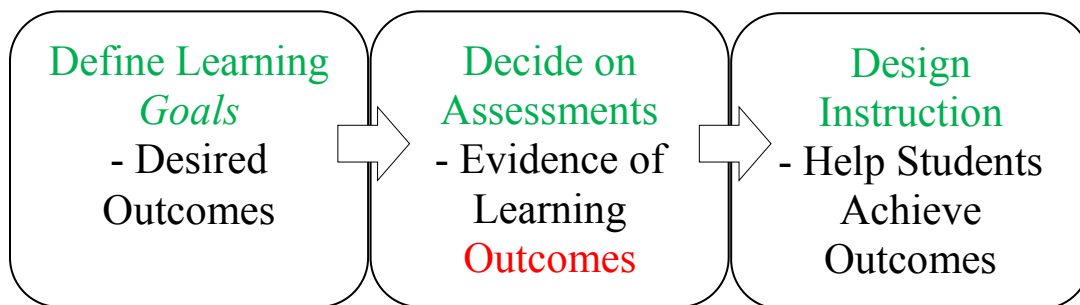 Define Learning
Goals
- Desired
Outcomes
Decide on
Assessments
- Evidence of
Learning
Outcomes
Design
Instruction
- Help Students
Achieve
Outcomes